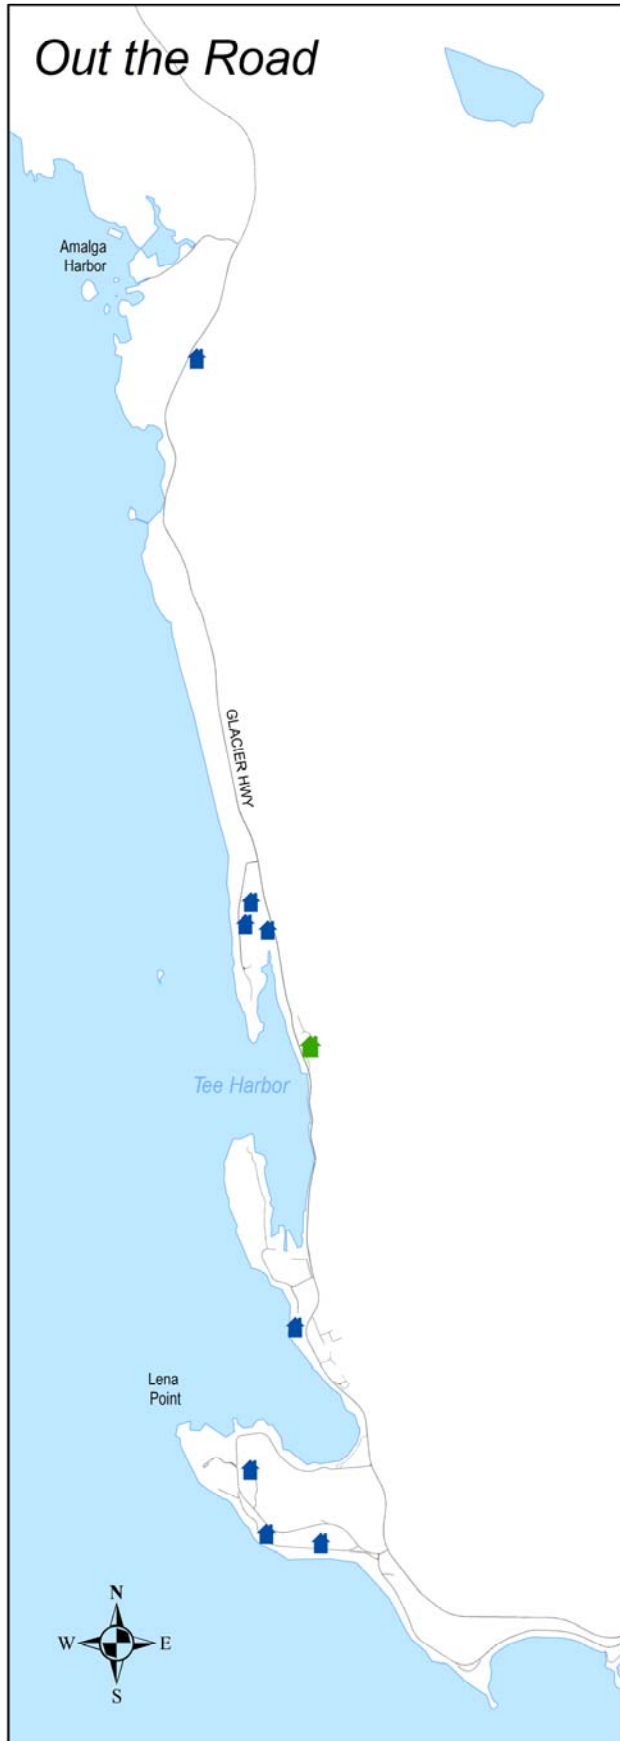 Out the Road
Amalga
Harbor
GLACIER HWY
Tee Harbor
Lena
Point
N
W E
S